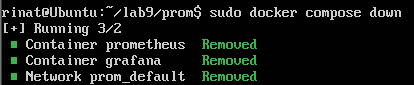 rinat@Ubuntu:~/lab9/prom$ sudo docker compose down
[+] Running 3/2
■ Container prometheus Removed
■ Container grafana Removed
■ Network prom_default Removed